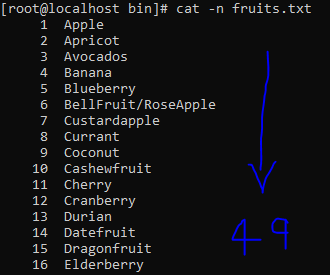 [root@localhost bin]# cat -n fruits.txt
1 Apple
2 Apricot
3 Avocados
4 Banana
5 Blueberry
6 BellFruit/RoseApple
7 Custardapple
8 Currant
9 Coconut
10 Cashewfruit
11 Cherry
12 Cranberry
13 Durian
14 Datefruit
15 Dragonfruit
16 Elderberry
49